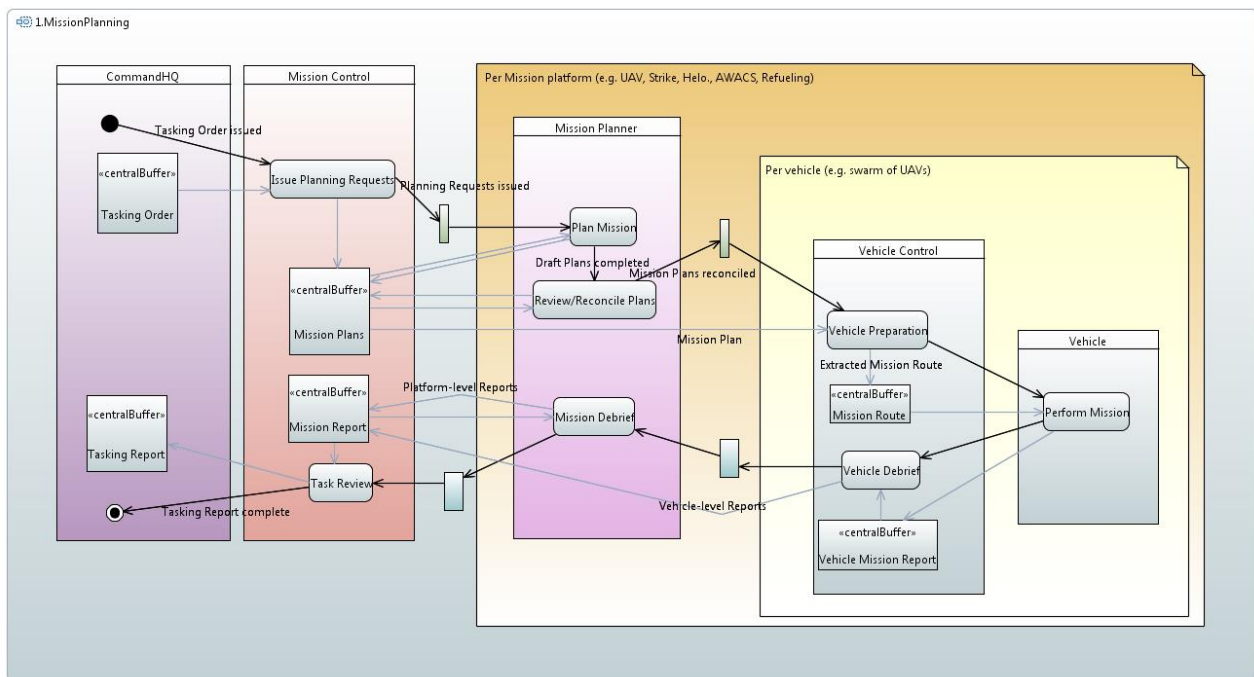 1.MissionPlanning
CommandHQ
Mission Control
Per Mission platform (e.g. UAV, Strike, Helo., AWACS, Refueling)
Mission Planner
Tasking Order issued
«centralBuffer»
Tasking Order
Issue Planning Requests
Planning Requests issued
Per vehicle (e.g. swarm of UAVs)
Plan Mission
Draft Plans completed
Mission Plans reconciled
Vehicle Control
«centralBuffer»
Mission Plans
Review/Reconcile Plans
Mission Plan
Vehicle Preparation
Vehicle
Extracted Mission Route
«centralBuffer»
Mission Route
Perform Mission
«centralBuffer»
Mission Report
Platform-level Reports
Mission Debrief
«centralBuffer»
Tasking Report
Task Review
Vehicle Debrief
Tasking Report complete
Vehicle-level Reports
«centralBuffer»
Vehicle Mission Report